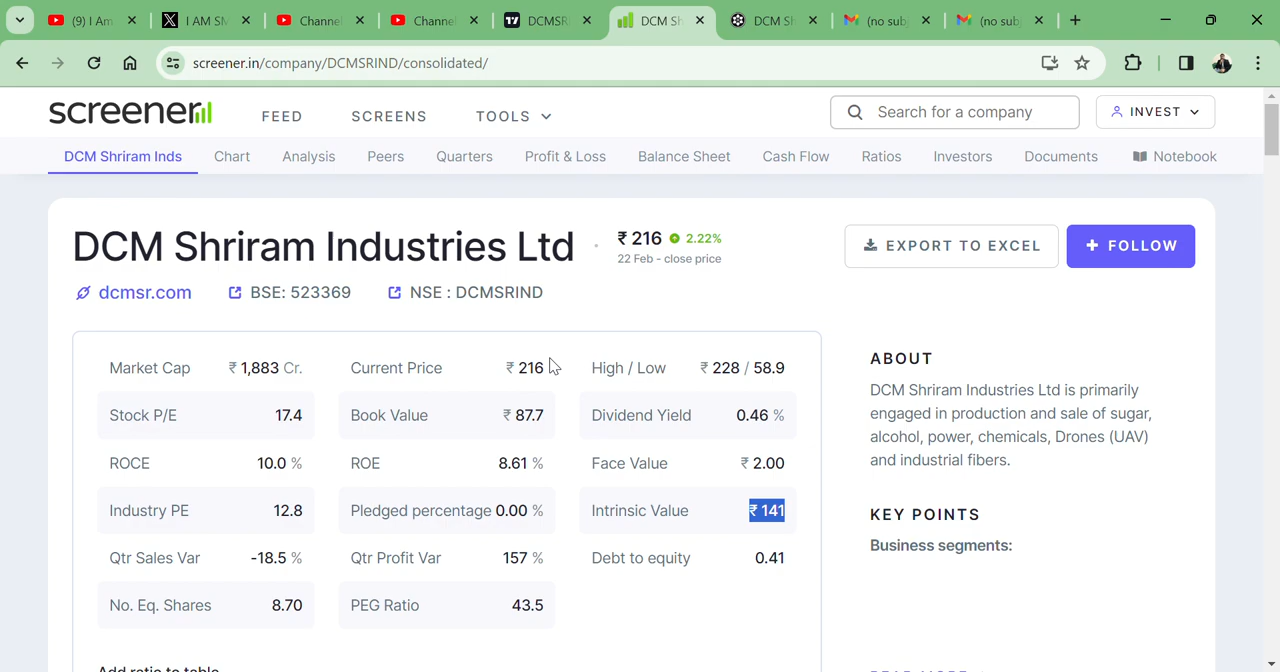 (9) I Am
I AM SM
Channel
Channel
DCMSRI
DCM Sh
DCM Sh
(no sub
(no sub
screener.in/company/DCMSRIND/consolidated/
screener
FEED
SCREENS
TOOLS
Search for a company
INVEST
DCM Shriram Inds
Chart
Analysis
Peers
Quarters
Profit & Loss
Balance Sheet
Cash Flow
Ratios
Investors
Documents
Notebook
DCM Shriram Industries Ltd
₹ 216 2.22%
22 Feb - close price
EXPORT TO EXCEL
+ FOLLOW
dcmsr.com
BSE: 523369
NSE : DCMSRIND
Market Cap ₹ 1,883 Cr.
Current Price ₹ 216
High / Low ₹ 228 / 58.9
Stock P/E 17.4
Book Value ₹ 87.7
Dividend Yield 0.46 %
ROCE 10.0 %
ROE 8.61 %
Face Value ₹ 2.00
Industry PE 12.8
Pledged percentage 0.00 %
Intrinsic Value ₹ 141
Qtr Sales Var -18.5 %
Qtr Profit Var 157 %
Debt to equity 0.41
No. Eq. Shares 8.70
PEG Ratio 43.5
Add ratio to table
ABOUT
DCM Shriram Industries Ltd is primarily
engaged in production and sale of sugar,
alcohol, power, chemicals, Drones (UAV)
and industrial fibers.
KEY POINTS
Business segments: